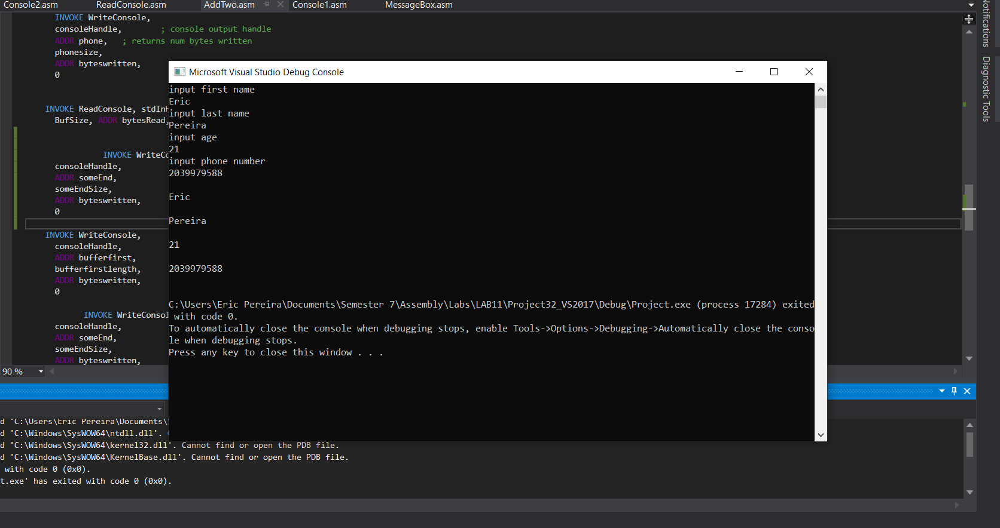 Console2.asm ReadConsole.asm AddTwo.asm Console1.asm MessageBox.asm
INVOKE WriteConsole,
consoleHandle, ; console output handle
ADDR phone, ; returns num bytes written
phonesize,
ADDR byteswritten,
0
INVOKE ReadConsole, stdInH
BufSize, ADDR bytesRead,
INVOKE WriteCo
consoleHandle,
ADDR someEnd,
someEndSize,
ADDR byteswritten,
0
INVOKE WriteConsole,
consoleHandle,
ADDR bufferfirst,
bufferfirstlength,
ADDR byteswritten,
0
INVOKE WriteConsol
consoleHandle,
ADDR someEnd,
someEndSize,
ADDR byteswritten,
90 %
Microsoft Visual Studio Debug Console
input first name
Eric
input last name
Pereira
input age
21
input phone number
2039979588
Eric
Pereira
21
2039979588
C:\Users\Eric Pereira\Documents\Semester 7\Assembly\Labs\LAB11\Project32_VS2017\Debug\Project.exe (process 17284) exited
with code 0.
To automatically close the console when debugging stops, enable Tools->Options->Debugging->Automatically close the conso
le when debugging stops.
Press any key to close this window . . .
d 'C:\Users\Eric Pereira\Documents\
d 'C:\Windows\SysWOW64\ntdll.dll'.
d 'C:\Windows\SysWOW64\kernel32.dll'. Cannot find or open the PDB file.
d 'C:\Windows\SysWOW64\KernelBase.dll'. Cannot find or open the PDB file.
with code 0 (0x0).
t.exe' has exited with code 0 (0x0).
Notifications
Diagnostic Tools